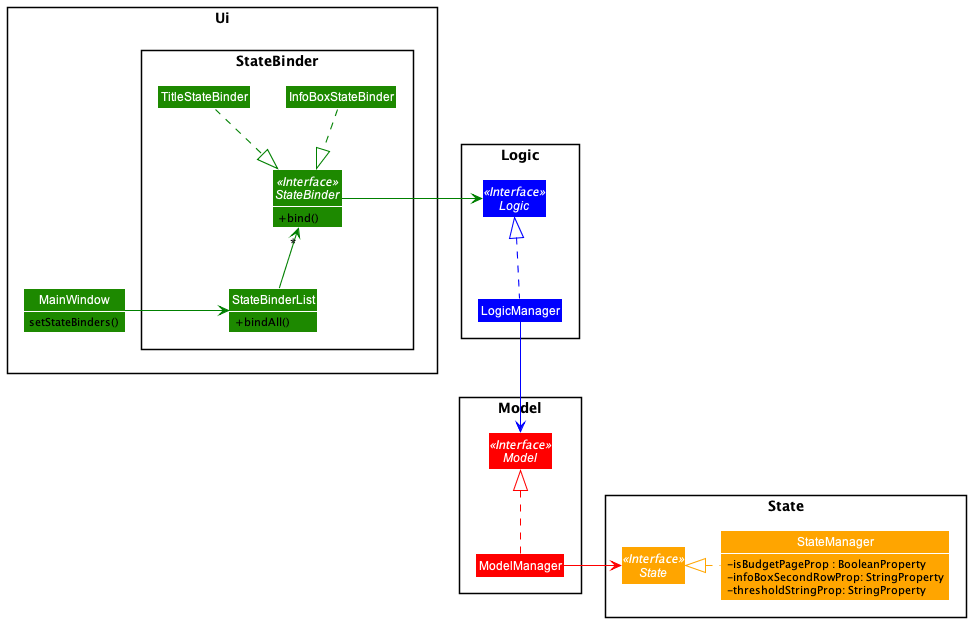 Ui
StateBinder
TitleStateBinder
InfoBoxStateBinder
«Interface»
StateBinder
+bind()
*
MainWindow
setStateBinders()
StateBinderList
+bindAll()
Logic
«Interface»
Logic
LogicManager
Model
«Interface»
Model
ModelManager
State
«Interface»
State
StateManager
-isBudgetPageProp : BooleanProperty
-infoBoxSecondRowProp: StringProperty
-thresholdStringProp: StringProperty